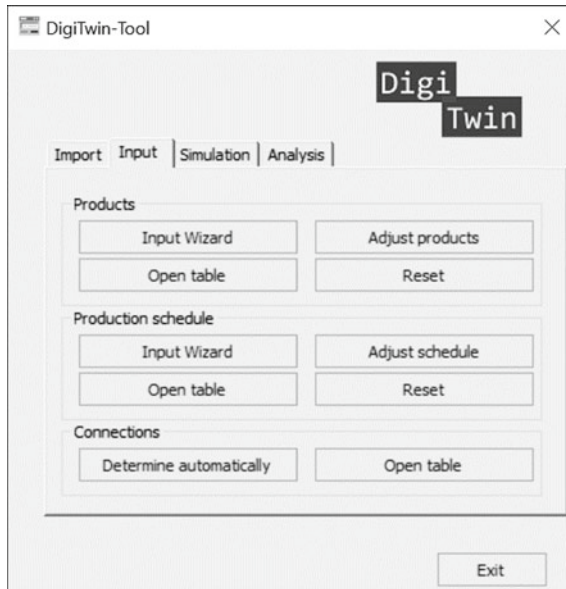 DigiTwin-Tool
Digi
Twin
Import Input Simulation Analysis
Products
Input Wizard Adjust products
Open table Reset
Production schedule
Input Wizard Adjust schedule
Open table Reset
Connections
Determine automatically Open table
Exit